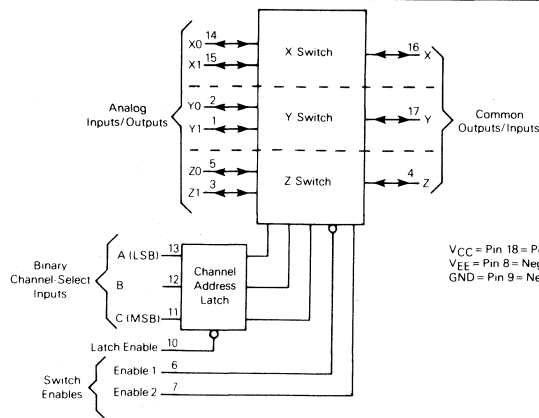 X0 14
X1 15
X Switch
16 X
Y0 2
Y1 1
Y Switch
17 Y
Z0 5
Z1 3
Z Switch
4 Z
Analog
Inputs/Outputs
Common
Outputs/Inputs
Binary
Channel-Select
Inputs
A (LSB) 13
B 12
C (MSB) 11
Channel
Address
Latch
Latch Enable 10
Switch
Enables
Enable 1 6
Enable 2 7
VCC = Pin 18 =
VEE = Pin 8 =
GND = Pin 9 =